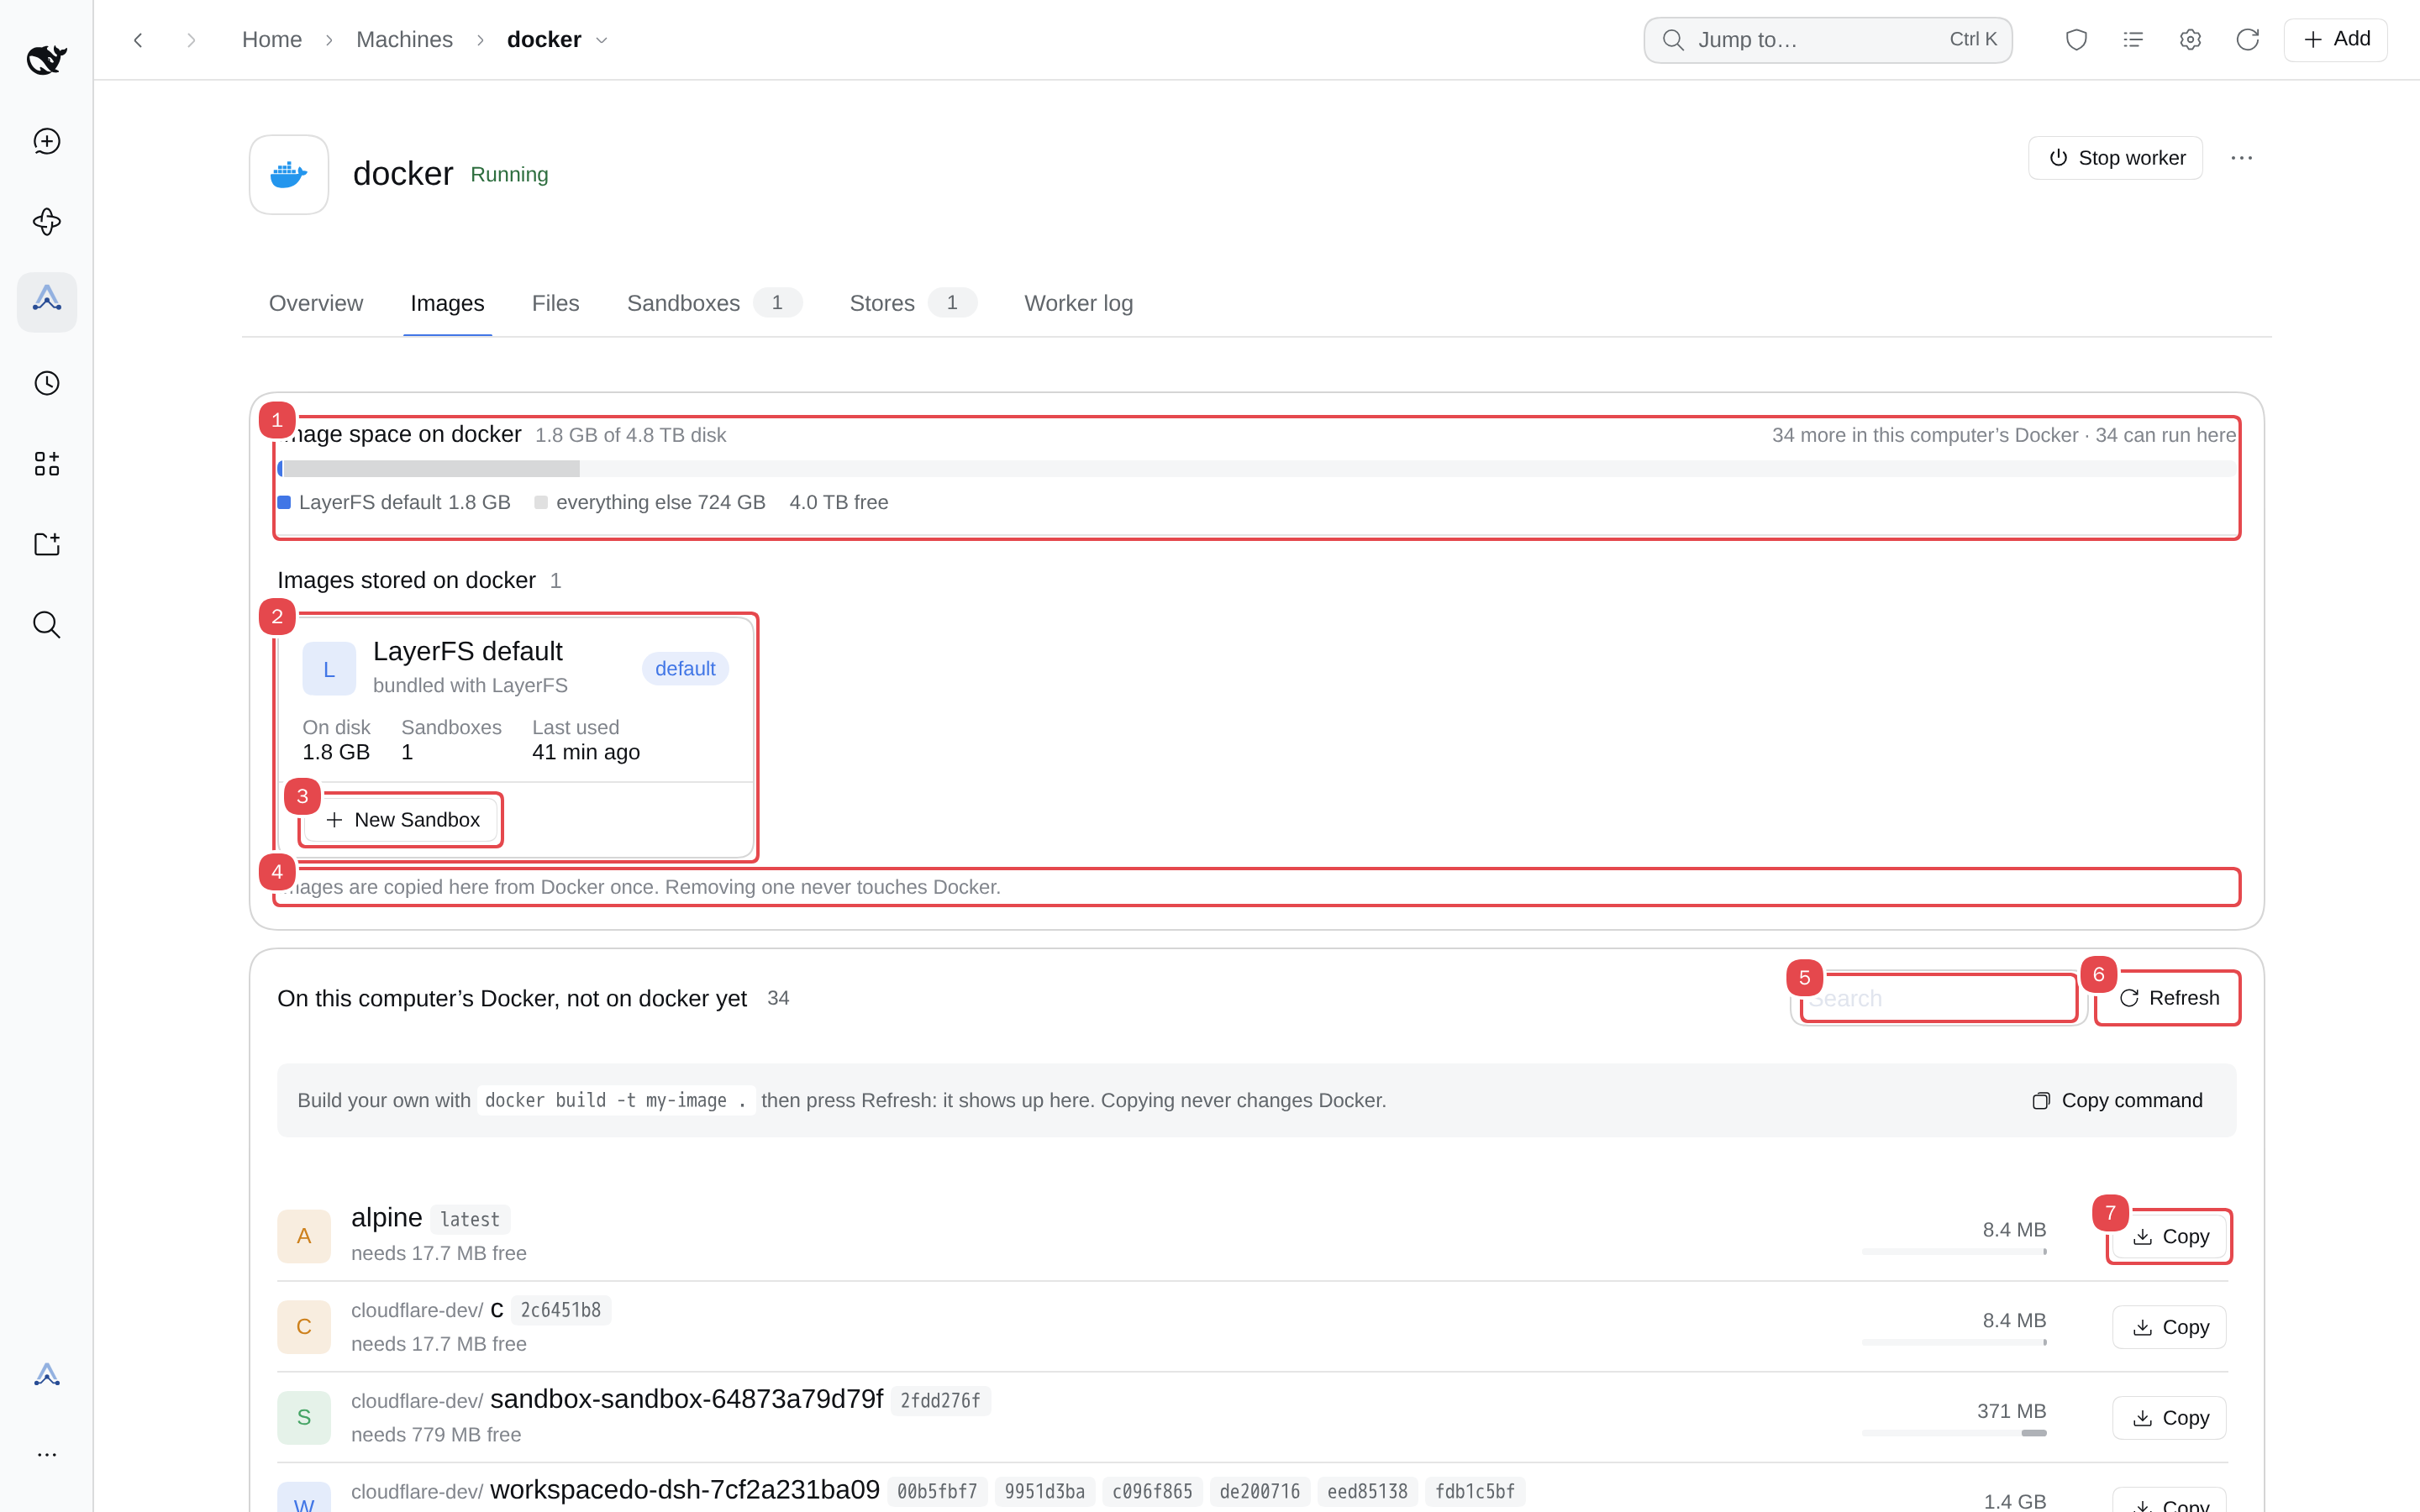 Home > Machines > docker
Jump to… Ctrl K
Add
docker Running
Stop worker
Overview Images Files Sandboxes 1 Stores 1 Worker log
1
mage space on docker 1.8 GB of 4.8 TB disk 34 more in this computer’s Docker · 34 can run here
LayerFS default 1.8 GB everything else 724 GB 4.0 TB free
Images stored on docker 1
2
L LayerFS default default
bundled with LayerFS
On disk Sandboxes Last used
1.8 GB 1 41 min ago
3
New Sandbox
4
ages are copied here from Docker once. Removing one never touches Docker.
5 6
On this computer’s Docker, not on docker yet 34 Search Refresh
Build your own with docker build -t my-image . then press Refresh: it shows up here. Copying never changes Docker. Copy command
7
A alpine latest 8.4 MB Copy
needs 17.7 MB free
C cloudflare-dev/ c 2c6451b8 8.4 MB Copy
needs 17.7 MB free
S cloudflare-dev/ sandbox-sandbox-64873a79d79f 2fdd276f 371 MB Copy
needs 779 MB free
W cloudflare-dev/ workspacedo-dsh-7cf2a231ba09 00b5fbf7 9951d3ba c096f865 de200716 eed85138 fdb1c5bf 1.4 GB Copy